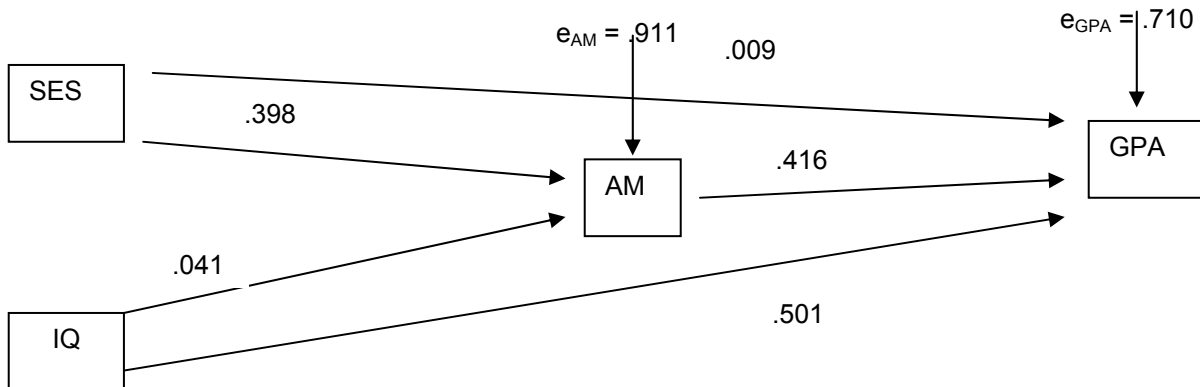 e_AM = .911
e_GPA = .710
.009
SES
.398
GPA
.416
AM
.041
.501
IQ